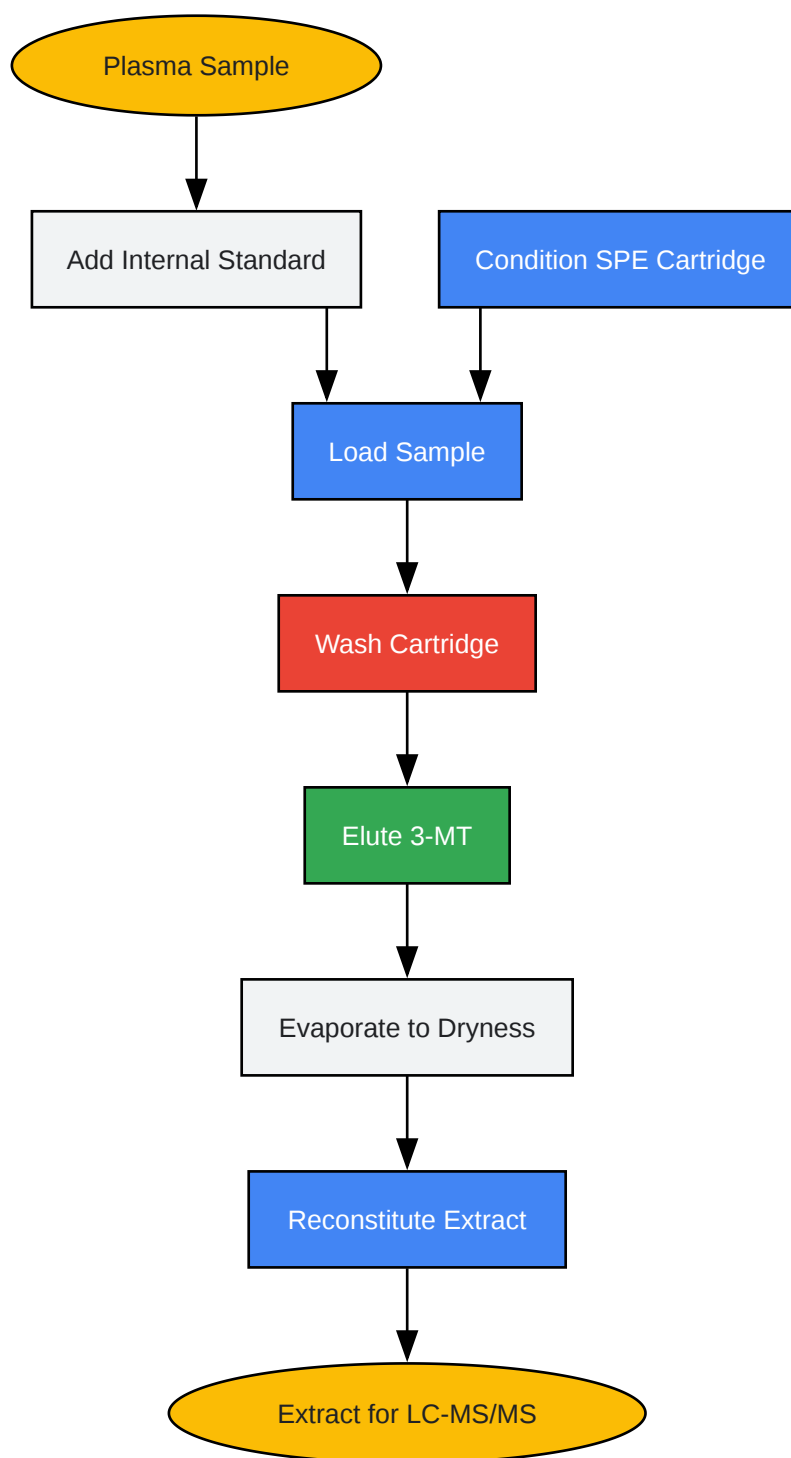 Plasma Sample
Add Internal Standard
Condition SPE Cartridge
Load Sample
Wash Cartridge
Elute 3-MT
Evaporate to Dryness
Reconstitute Extract
Extract for LC-MS/MS